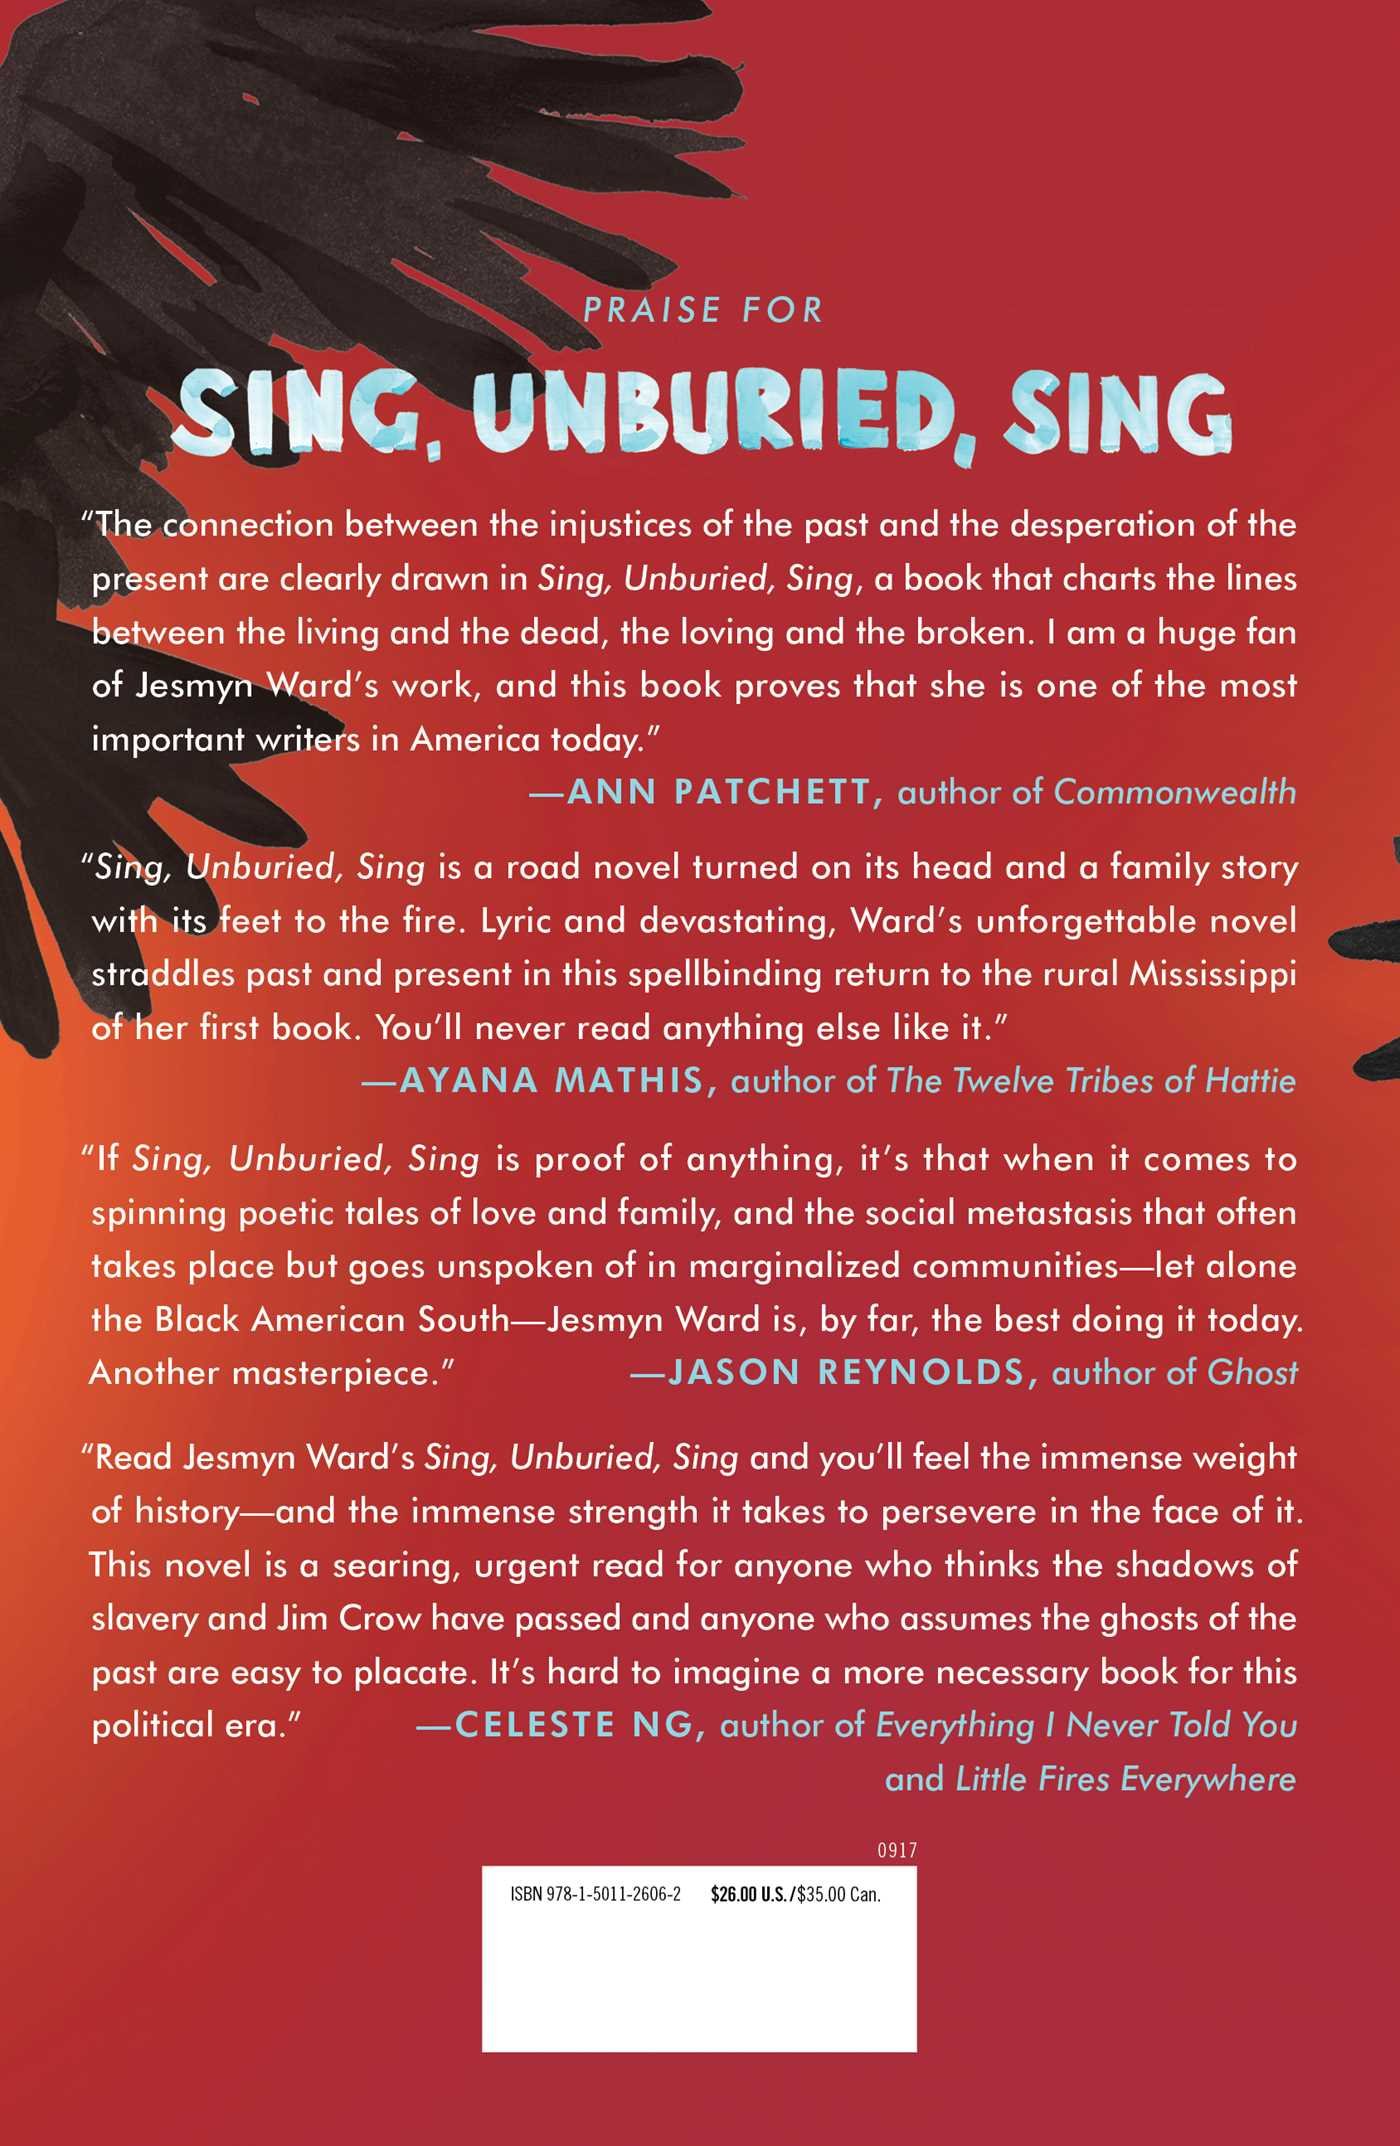 PRAISE FOR
SING, UNBURIED, SING
“The connection between the injustices of the past and the desperation of the
present are clearly drawn in Sing, Unburied, Sing, a book that charts the lines
between the living and the dead, the loving and the broken. I am a huge fan
of Jesmyn Ward’s work, and this book proves that she is one of the most
important writers in America today.”
—ANN PATCHETT, author of Commonwealth
“Sing, Unburied, Sing is a road novel turned on its head and a family story
with its feet to the fire. Lyric and devastating, Ward’s unforgettable novel
straddles past and present in this spellbinding return to the rural Mississippi
of her first book. You’ll never read anything else like it.”
—AYANA MATHIS, author of The Twelve Tribes of Hattie
“If Sing, Unburied, Sing is proof of anything, it’s that when it comes to
spinning poetic tales of love and family, and the social metastasis that often
takes place but goes unspoken of in marginalized communities—let alone
the Black American South—Jesmyn Ward is, by far, the best doing it today.
Another masterpiece.” —JASON REYNOLDS, author of Ghost
“Read Jesmyn Ward’s Sing, Unburied, Sing and you’ll feel the immense weight
of history—and the immense strength it takes to persevere in the face of it.
This novel is a searing, urgent read for anyone who thinks the shadows of
slavery and Jim Crow have passed and anyone who assumes the ghosts of the
past are easy to placate. It’s hard to imagine a more necessary book for this
political era.” —CELESTE NG, author of Everything I Never Told You
and Little Fires Everywhere
0917
ISBN 978-1-5011-2606-2 $26.00 U.S./$35.00 Can.